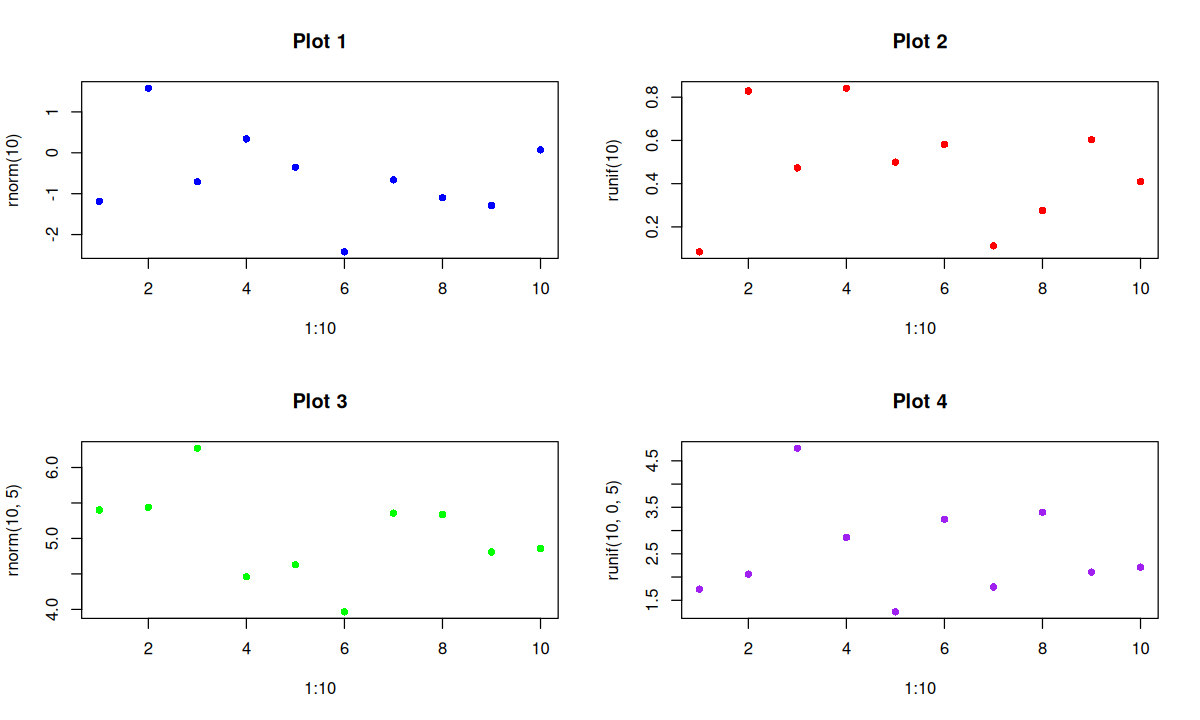 Plot 1
rnorm(10)
1
0
-1
-2
2 4 6 8 10
1:10
Plot 2
runif(10)
0.8
0.6
0.4
0.2
2 4 6 8 10
1:10
Plot 3
rnorm(10, 5)
6.0
5.0
4.0
2 4 6 8 10
1:10
Plot 4
runif(10, 0, 5)
4.5
3.5
2.5
1.5
2 4 6 8 10
1:10